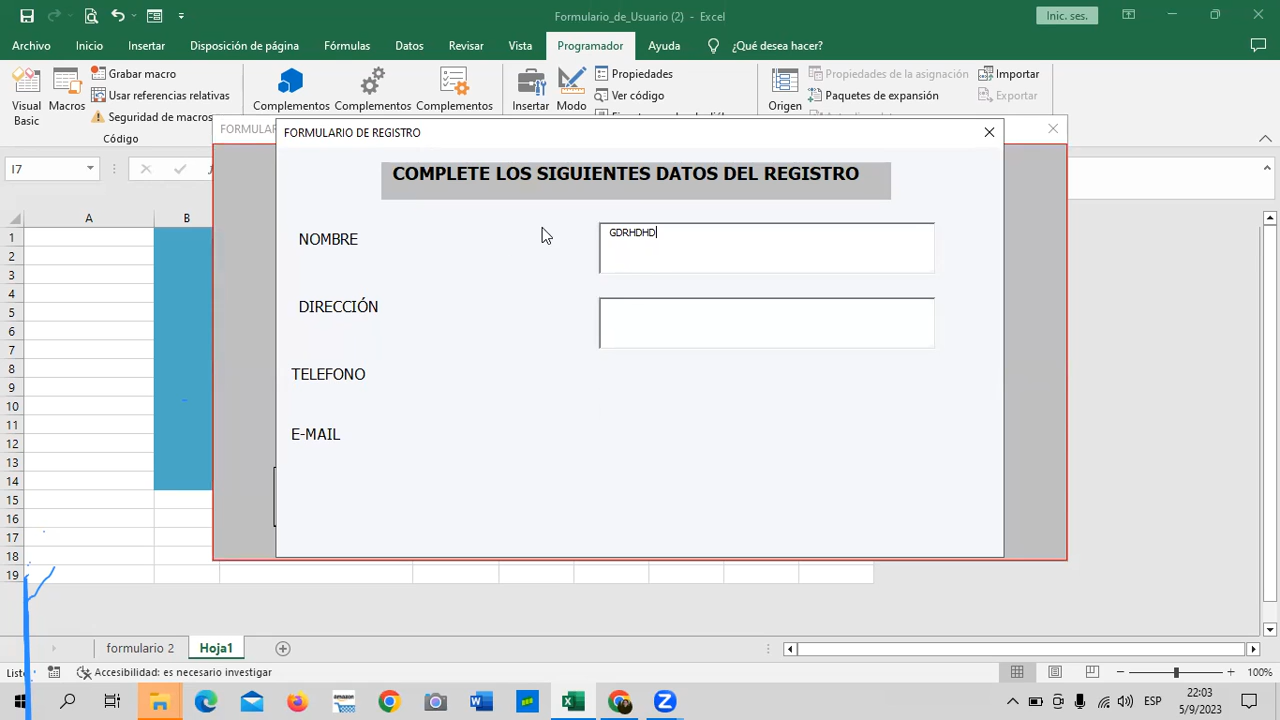 Formulario_de_Usuario (2) - Excel
Inic. ses.
Archivo Inicio Insertar Disposición de página Fórmulas Datos Revisar Vista Programador Ayuda ¿Qué desea hacer?
Grabar macro
Usar referencias relativas
Seguridad de macros
Visual Basic
Macros
Código
Complementos Complementos Complementos
Insertar Modo
Propiedades
Ver código
Origen
Propiedades de la asignación
Paquetes de expansión
Importar
Exportar
I7
FORMULAR
FORMULARIO DE REGISTRO
COMPLETE LOS SIGUIENTES DATOS DEL REGISTRO
NOMBRE GDRHDHD
DIRECCIÓN
TELEFONO
E-MAIL
A B
1
2
3
4
5
6
7
8
9
10
11
12
13
14
15
16
17
18
19
formulario 2 Hoja1
Listo Accesibilidad: es necesario investigar
100%
amazon
ESP
22:03
5/9/2023